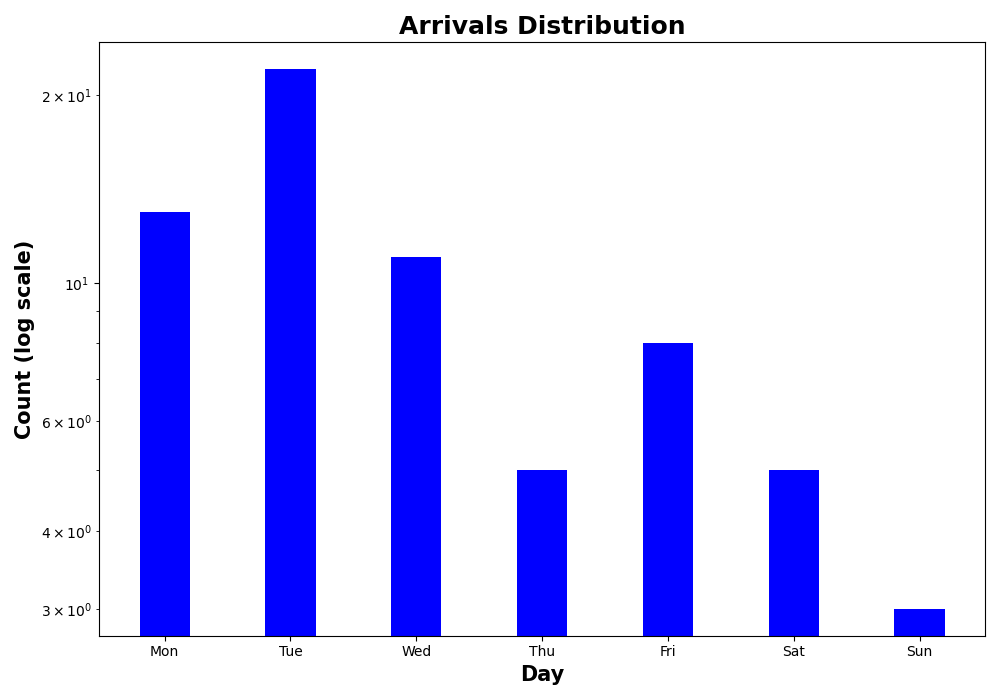 Arrivals Distribution
Count (log scale)
2 × 10¹
10¹
6 × 10⁰
4 × 10⁰
3 × 10⁰
Mon Tue Wed Thu Fri Sat Sun
Day